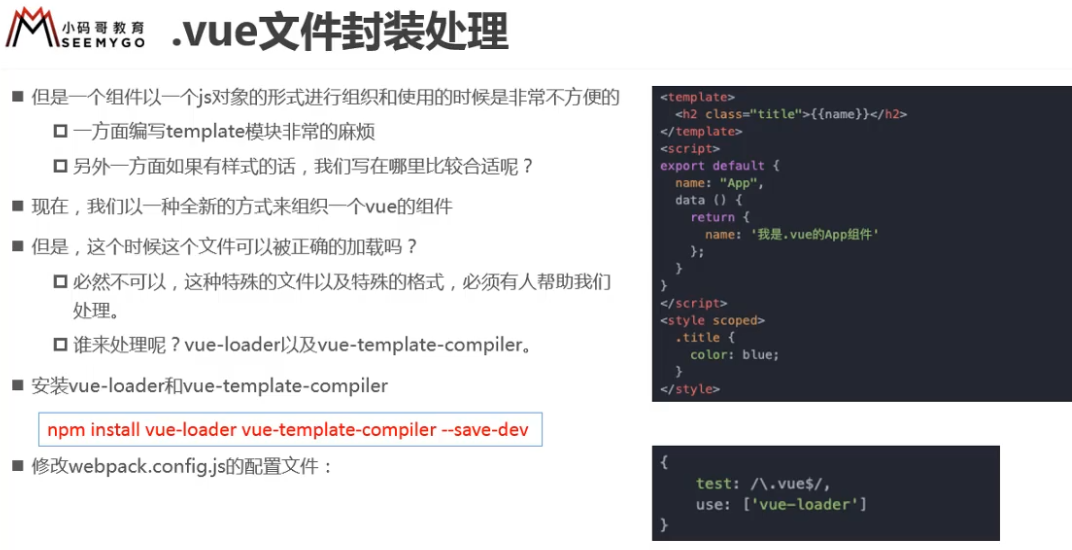 小码哥教育
SEEMYGO
.vue文件封装处理
■ 但是一个组件以一个js对象的形式进行组织和使用的时候是非常不方便的
一方面编写template模块非常的麻烦
另外一方面如果有样式的话，我们写在哪里比较合适呢？
■ 现在，我们以一种全新的方式来组织一个vue的组件
■ 但是，这个时候这个文件可以被正确的加载吗？
必然不可以，这种特殊的文件以及特殊的格式，必须有人帮助我们
处理。
谁来处理呢？vue-loader以及vue-template-compiler。
■ 安装vue-loader和vue-template-compiler
npm install vue-loader vue-template-compiler --save-dev
■ 修改webpack.config.js的配置文件：
<template>
<h2 class="title">{{name}}</h2>
</template>
<script>
export default {
name: "App",
data () {
return {
name: '我是.vue的App组件'
};
}
}
</script>
<style scoped>
.title {
color: blue;
}
</style>
{
test: /\.vue$/,
use: ['vue-loader']
}